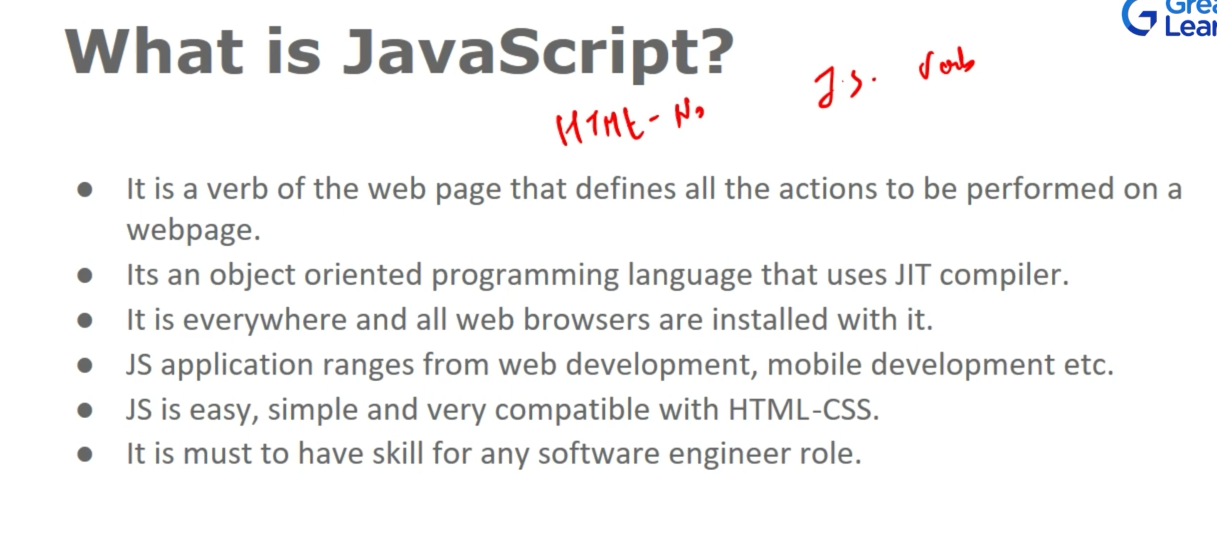 Grea
Lear
What is JavaScript?
J.S. Verb
HTML - No
● It is a verb of the web page that defines all the actions to be performed on a
webpage.
● Its an object oriented programming language that uses JIT compiler.
● It is everywhere and all web browsers are installed with it.
● JS application ranges from web development, mobile development etc.
● JS is easy, simple and very compatible with HTML-CSS.
● It is must to have skill for any software engineer role.